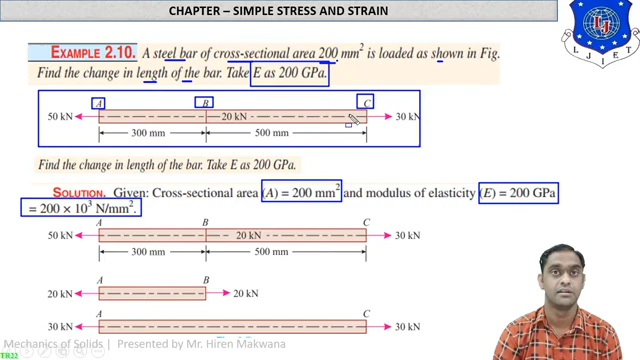 CHAPTER – SIMPLE STRESS AND STRAIN
LJIET
EXAMPLE 2.10. A steel bar of cross-sectional area 200 mm² is loaded as shown in Fig.
Find the change in length of the bar. Take E as 200 GPa.
A B C
50 kN 20 kN 30 kN
300 mm 500 mm
Find the change in length of the bar. Take E as 200 GPa.
SOLUTION. Given: Cross-sectional area (A) = 200 mm² and modulus of elasticity (E) = 200 GPa
= 200 × 10³ N/mm².
A B C
50 kN 20 kN 30 kN
300 mm 500 mm
A B
20 kN 20 kN
A C
30 kN 30 kN
Mechanics of Solids | Presented by Mr. Hiren Makwana